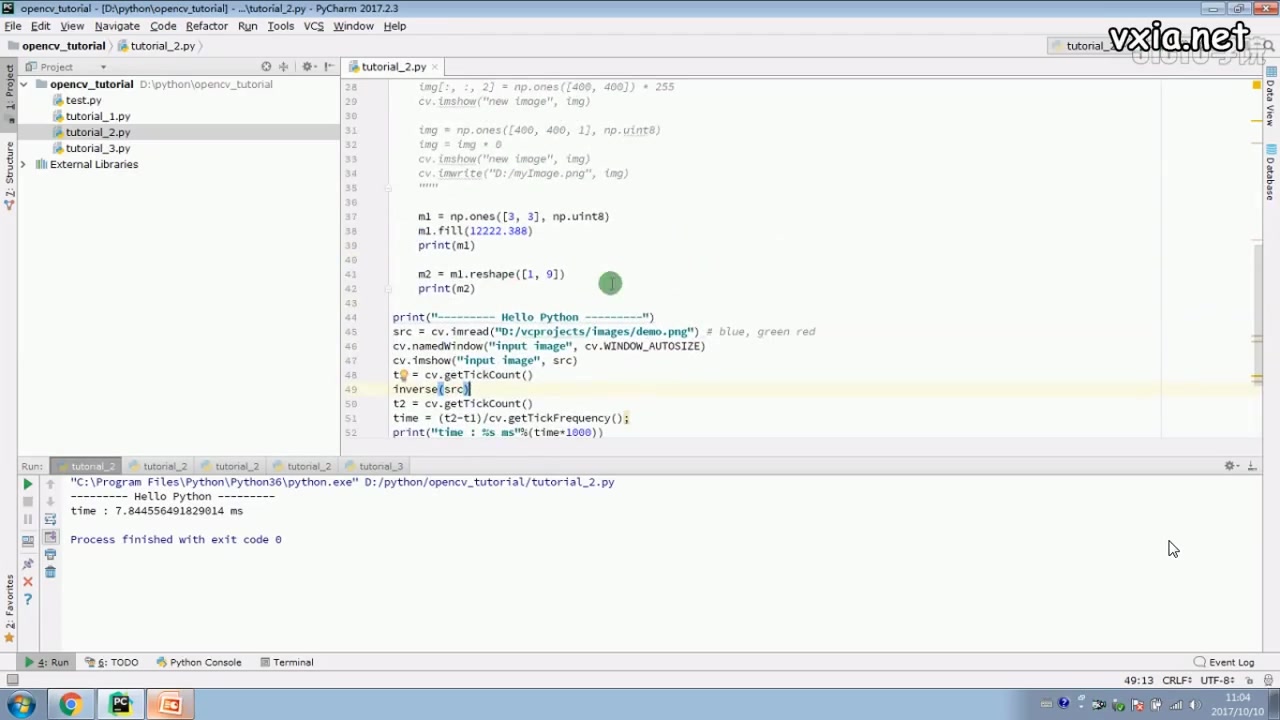 opencv_tutorial - [D:\python\opencv_tutorial] - ...\tutorial_2.py - PyCharm 2017.2.3
File Edit View Navigate Code Refactor Run Tools VCS Window Help
vxia.net
opencv_tutorial tutorial_2.py
tutorial_
Project
tutorial_2.py
1: Project
opencv_tutorial D:\python\opencv_tutorial
test.py
tutorial_1.py
tutorial_2.py
tutorial_3.py
External Libraries
7: Structure
Data View
Database
28 img[:, :, 2] = np.ones([400, 400]) * 255
29 cv.imshow("new image", img)
30
31 img = np.ones([400, 400, 1], np.uint8)
32 img = img * 0
33 cv.imshow("new image", img)
34 cv.imwrite("D:/myImage.png", img)
35 """
36
37 m1 = np.ones([3, 3], np.uint8)
38 m1.fill(12222.388)
39 print(m1)
40
41 m2 = m1.reshape([1, 9])
42 print(m2)
43
44 print("--------- Hello Python ---------")
45 src = cv.imread("D:/vcprojects/images/demo.png") # blue, green red
46 cv.namedWindow("input image", cv.WINDOW_AUTOSIZE)
47 cv.imshow("input image", src)
48 t = cv.getTickCount()
49 inverse(src)
50 t2 = cv.getTickCount()
51 time = (t2-t1)/cv.getTickFrequency();
52 print("time : %s ms"%(time*1000))
Run: tutorial_2 tutorial_2 tutorial_2 tutorial_2 tutorial_3
"C:\Program Files\Python\Python36\python.exe" D:/python/opencv_tutorial/tutorial_2.py
--------- Hello Python ---------
time : 7.844556491829014 ms
Process finished with exit code 0
2: Favorites
4: Run 6: TODO Python Console Terminal Event Log
49:13 CRLF UTF-8
11:04
2017/10/10